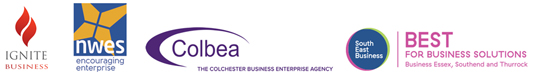 IGNITE
BUSINESS
nwes
encouraging
enterprise
Colbea
THE COLCHESTER BUSINESS ENTERPRISE AGENCY
South
East
Business
BEST
FOR BUSINESS SOLUTIONS
Business Essex, Southend and Thurrock